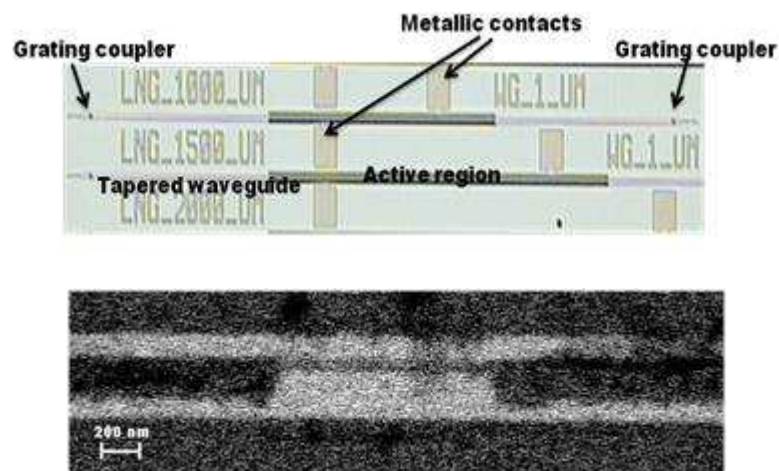 Metallic contacts
Grating coupler
Grating coupler
LNG_1000_UM
WG_1_UM
LNG_1500_UM
WG_1_UM
Tapered waveguide
Active region
LNG_2000_UM
200 nm